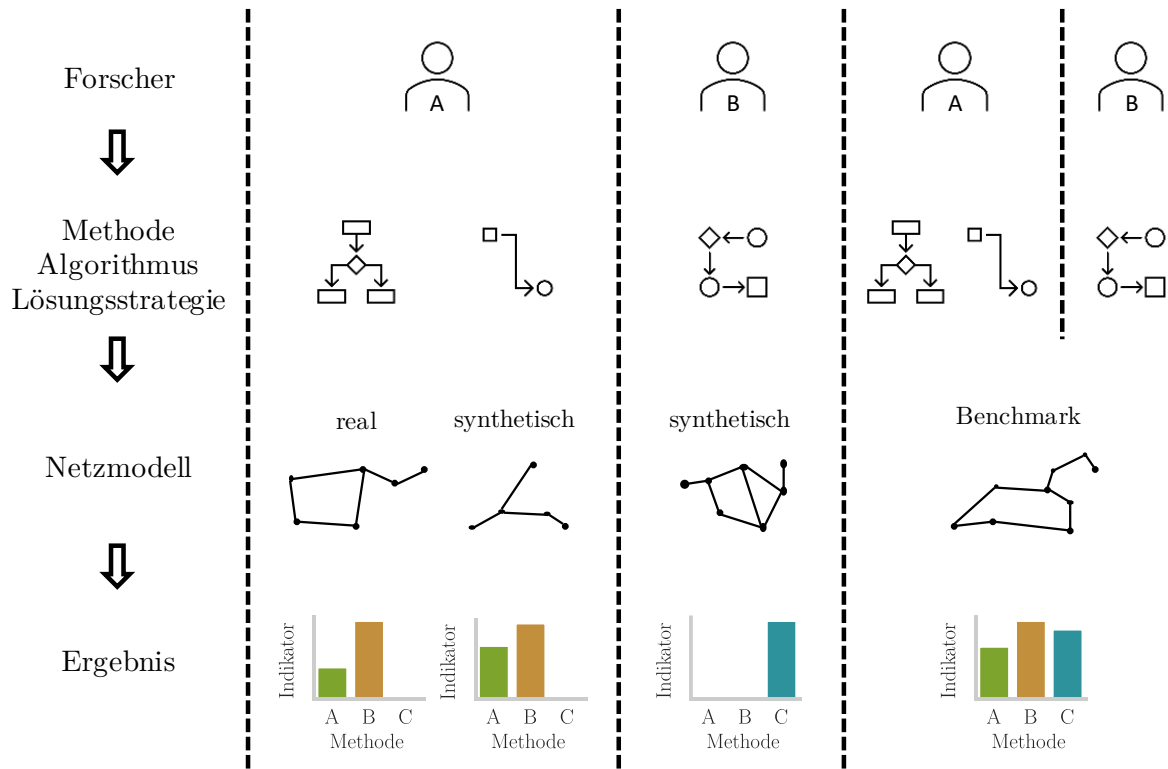 Forscher
A
B
A
B
Methode
Algorithmus
Lösungsstrategie
Netzmodell
real
synthetisch
synthetisch
Benchmark
Ergebnis
Indikator
A B C
Methode
Indikator
A B C
Methode
Indikator
A B C
Methode
Indikator
A B C
Methode